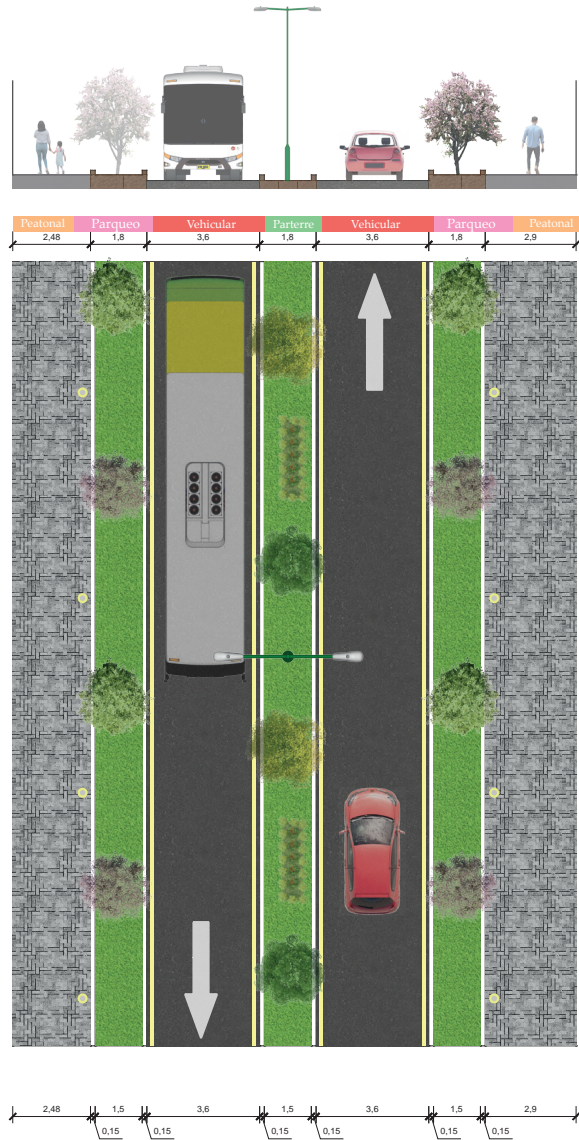 Peatonal Parqueo Vehicular Parterre Vehicular Parqueo Peatonal
2,48 1,8 3,6 1,8 3,6 1,8 2,9
2,48 1,5 3,6 1,5 3,6 1,5 2,9
0,15 0,15 0,15 0,15 0,15 0,15